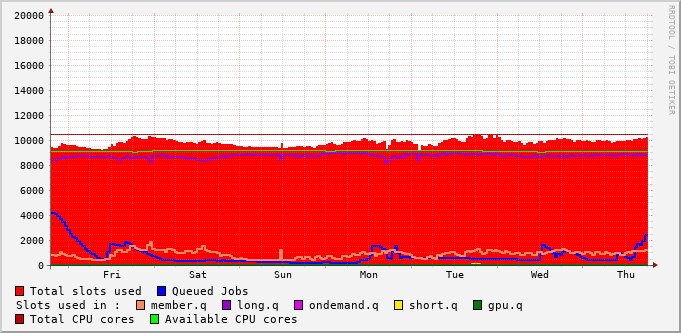 RRDTOOL / TOBI OETIKER
20000
18000
16000
14000
12000
10000
8000
6000
4000
2000
0
Fri Sat Sun Mon Tue Wed Thu
Total slots used Queued Jobs
Slots used in : member.q long.q ondemand.q short.q gpu.q
Total CPU cores Available CPU cores